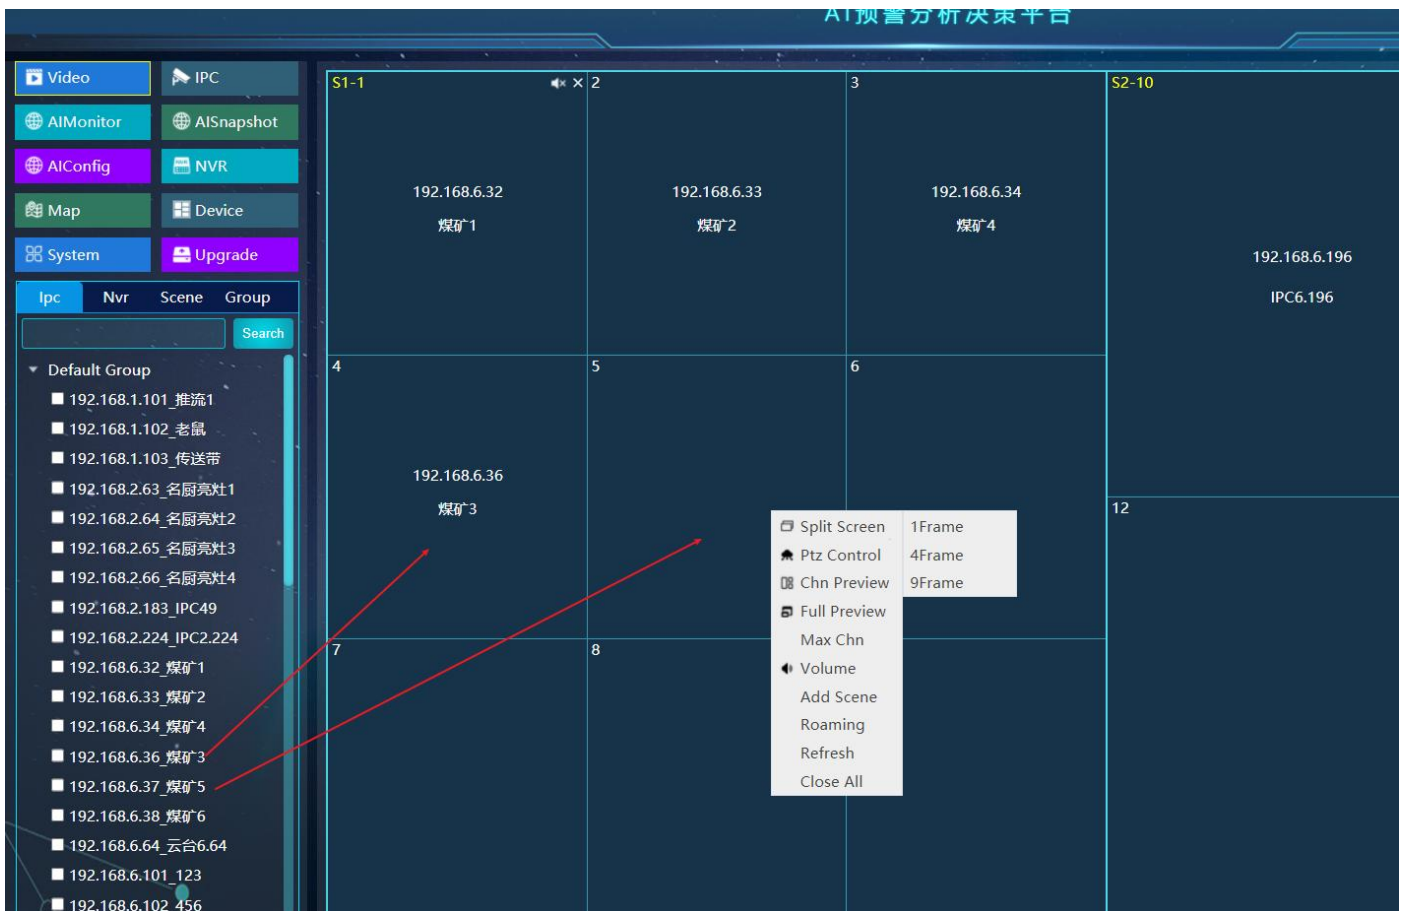 AI预警分析决策平台
Video
IPC
AIMonitor
AISnapshot
AIConfig
NVR
Map
Device
System
Upgrade
Ipc Nvr Scene Group
Search
Default Group
192.168.1.101_推流1
192.168.1.102_老鼠
192.168.1.103_传送带
192.168.2.63_名厨亮灶1
192.168.2.64_名厨亮灶2
192.168.2.65_名厨亮灶3
192.168.2.66_名厨亮灶4
192.168.2.183_IPC49
192.168.2.224_IPC2.224
192.168.6.32_煤矿1
192.168.6.33_煤矿2
192.168.6.34_煤矿4
192.168.6.36_煤矿3
192.168.6.37_煤矿5
192.168.6.38_煤矿6
192.168.6.64_云台6.64
192.168.6.101_123
192.168.6.102_456
S1-1
192.168.6.32
煤矿1
2
192.168.6.33
煤矿2
3
192.168.6.34
煤矿4
S2-10
192.168.6.196
IPC6.196
4
192.168.6.36
煤矿3
5
6
7
8
12
Split Screen
Ptz Control
Chn Preview
Full Preview
Max Chn
Volume
Add Scene
Roaming
Refresh
Close All
1Frame
4Frame
9Frame